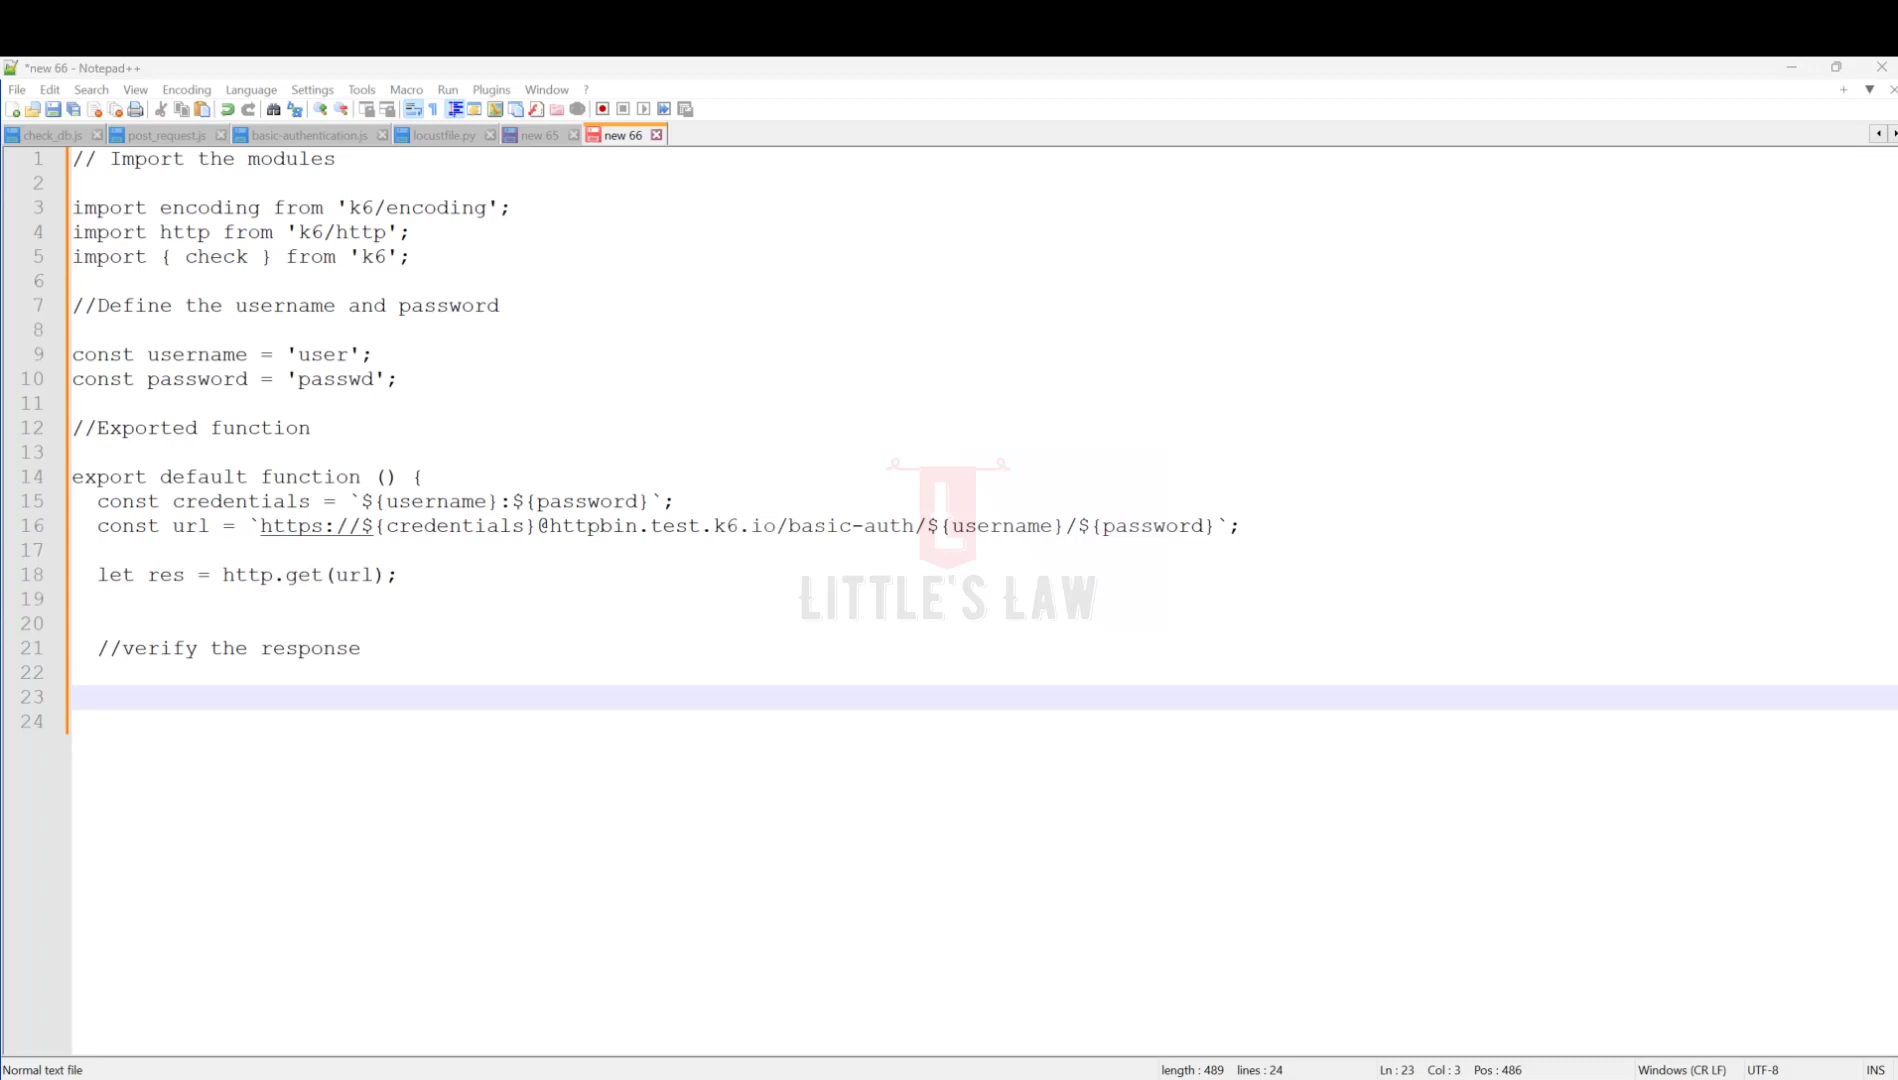 *new 66 - Notepad++
File Edit Search View Encoding Language Settings Tools Macro Run Plugins Window ?
check_db.js post_request.js basic-authentication.js locustfile.py new 65 new 66
1 // Import the modules
2
3 import encoding from 'k6/encoding';
4 import http from 'k6/http';
5 import { check } from 'k6';
6
7 //Define the username and password
8
9 const username = 'user';
10 const password = 'passwd';
11
12 //Exported function
13
14 export default function () {
15 const credentials = `${username}:${password}`;
16 const url = `https://${credentials}@httpbin.test.k6.io/basic-auth/${username}/${password}`;
17
18 let res = http.get(url);
19
20
21 //verify the response
22
23
24
L
LITTLE'S LAW
Normal text file length : 489 lines : 24 Ln : 23 Col : 3 Pos : 486 Windows (CR LF) UTF-8 INS